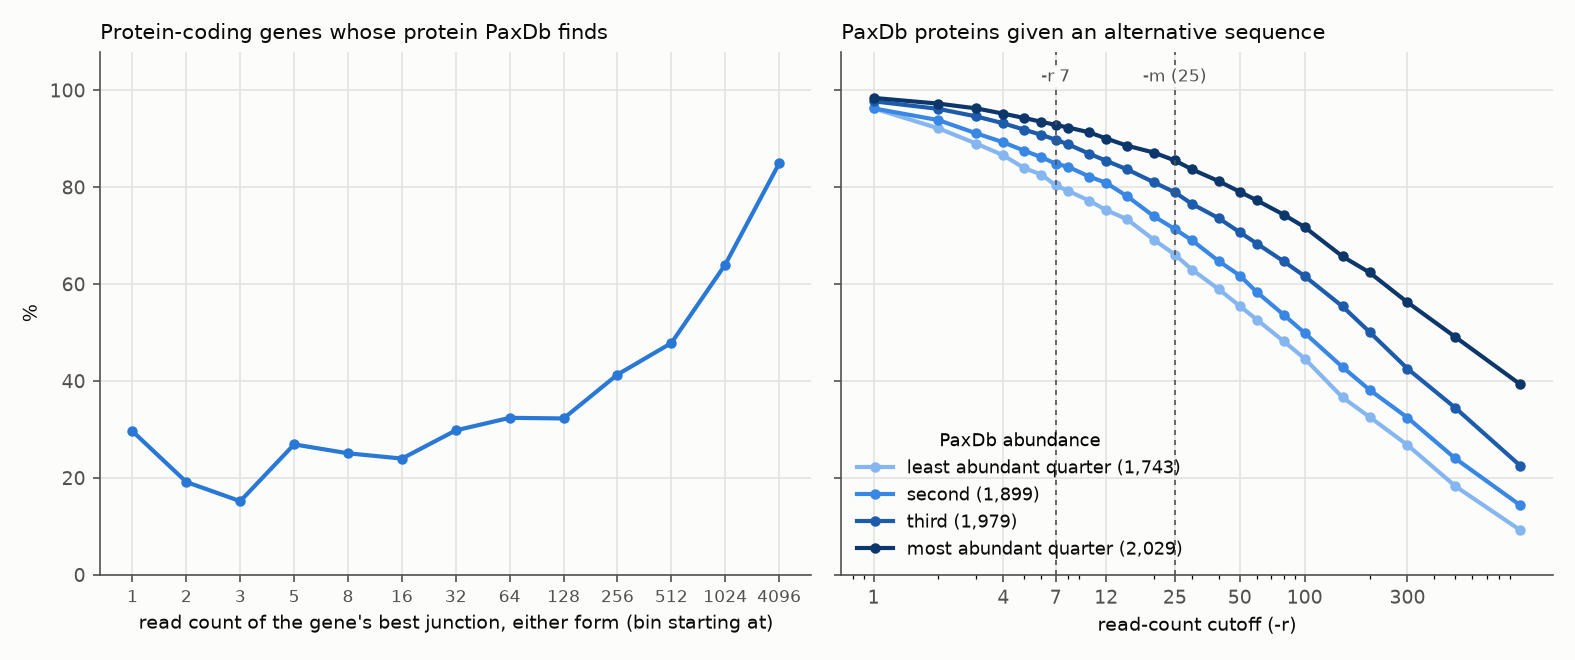 Protein-coding genes whose protein PaxDb finds
100
80
60
40
20
0
%
1 2 3 5 8 16 32 64 128 256 512 1024 4096
read count of the gene's best junction, either form (bin starting at)
PaxDb proteins given an alternative sequence
-r 7
-m (25)
PaxDb abundance
least abundant quarter (1,743)
second (1,899)
third (1,979)
most abundant quarter (2,029)
1 4 7 12 25 50 100 300
read-count cutoff (-r)